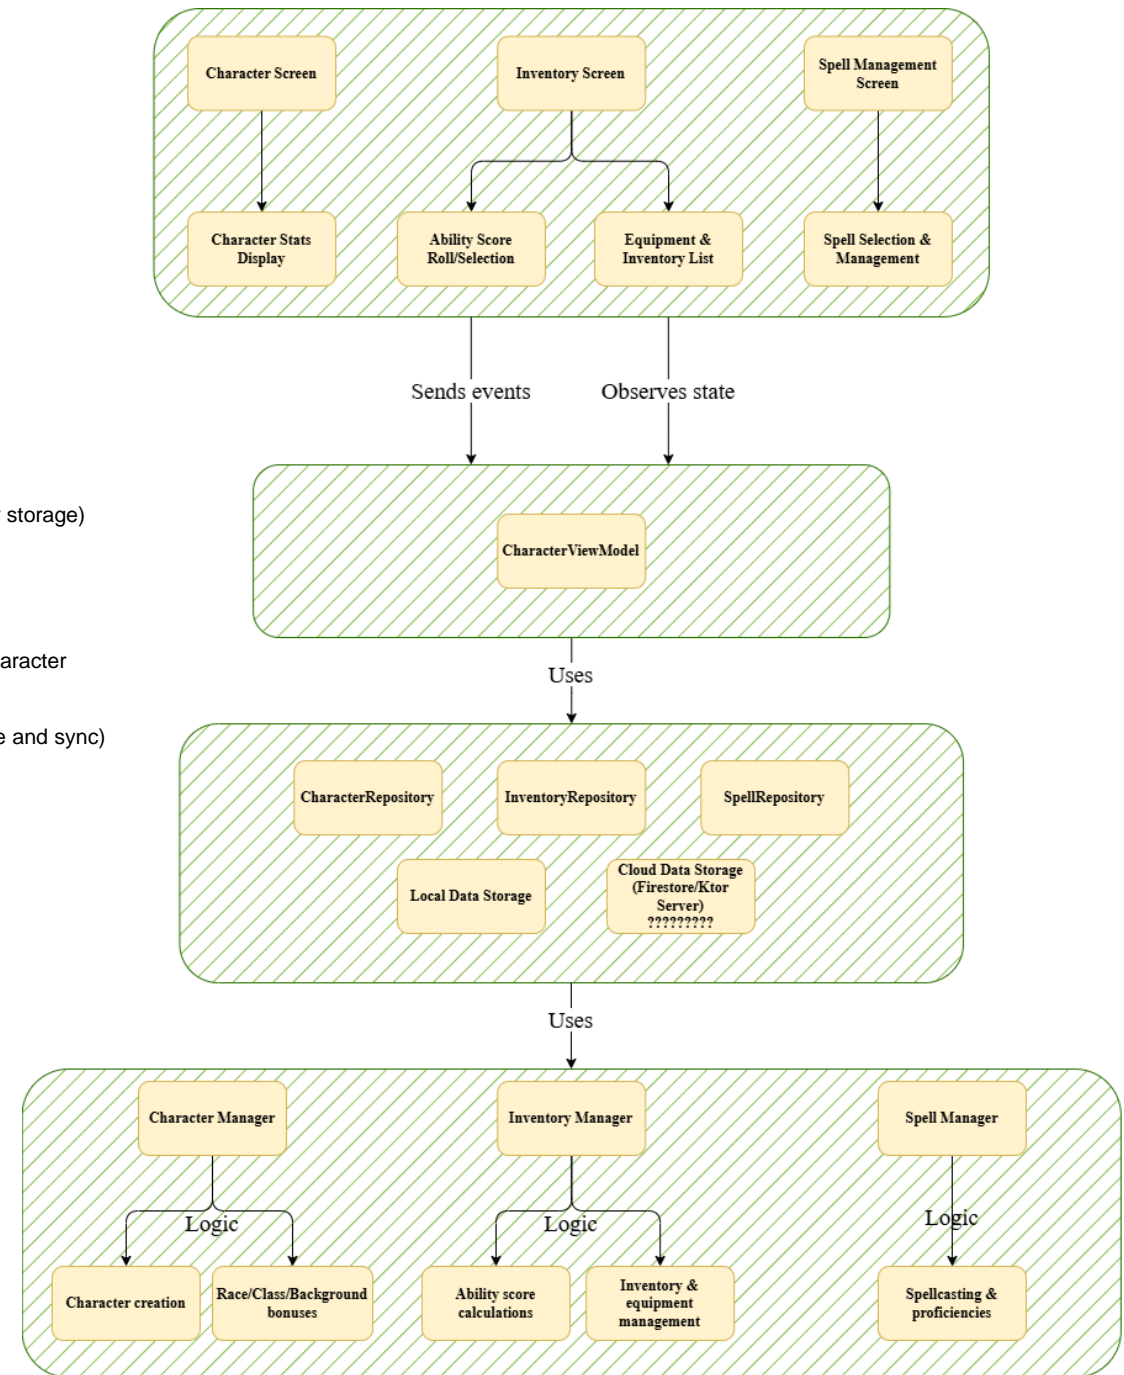 Character Screen
Inventory Screen
Spell Management
Screen
Character Stats
Display
Ability Score
Roll/Selection
Equipment &
Inventory List
Spell Selection &
Management
Sends events
Observes state
storage)
CharacterViewModel
aracter
Uses
e and sync)
CharacterRepository
InventoryRepository
SpellRepository
Local Data Storage
Cloud Data Storage
(Firestore/Ktor
Server)
?????????
Uses
Character Manager
Inventory Manager
Spell Manager
Logic
Logic
Logic
Character creation
Race/Class/Background
bonuses
Ability score
calculations
Inventory &
equipment
management
Spellcasting &
proficiencies